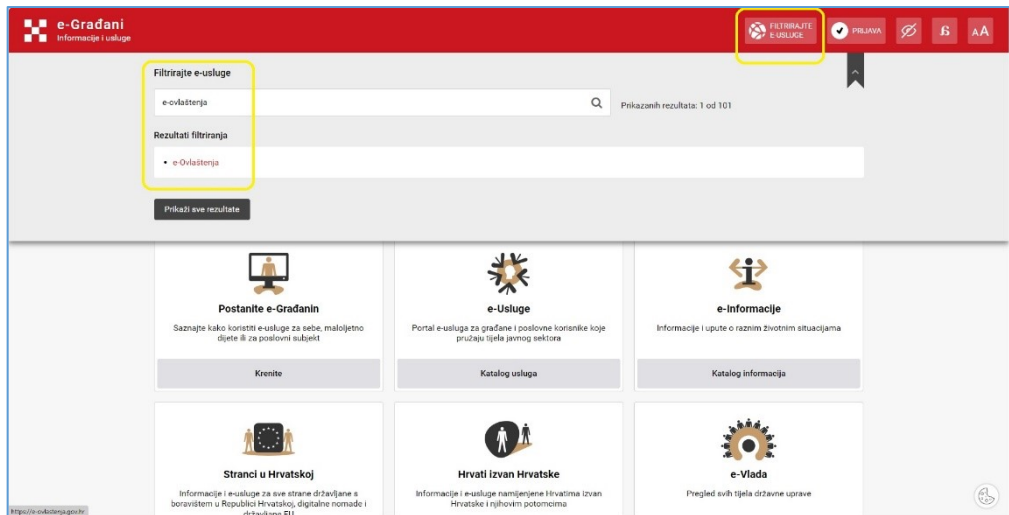 e-Građani
Informacije i usluge
FILTRIRAJTE
E-USLUGE
PRIJAVA
AA
Filtrirajte e-usluge
e-ovlaštenja
Prikazanih rezultata: 1 od 101
Rezultati filtriranja
• e-Ovlaštenja
Prikaži sve rezultate
Postanite e-Građanin
Saznajte kako koristiti e-usluge za sebe, maloljetno
dijete ili za poslovni subjekt
Krenite
e-Usluge
Portal e-usluga za građane i poslovne korisnike koje
pružaju tijela javnog sektora
Katalog usluga
e-Informacije
Informacije i upute o raznim životnim situacijama
Katalog informacija
Stranci u Hrvatskoj
Informacije i e-usluge za sve strane državljane s
boravištem u Republici Hrvatskoj, digitalne nomade i
državljane EU
Hrvati izvan Hrvatske
Informacije i e-usluge namijenjene Hrvatima izvan
Hrvatske i njihovim potomcima
e-Vlada
Pregled svih tijela državne uprave
https://e-ovlastenja.gov.hr